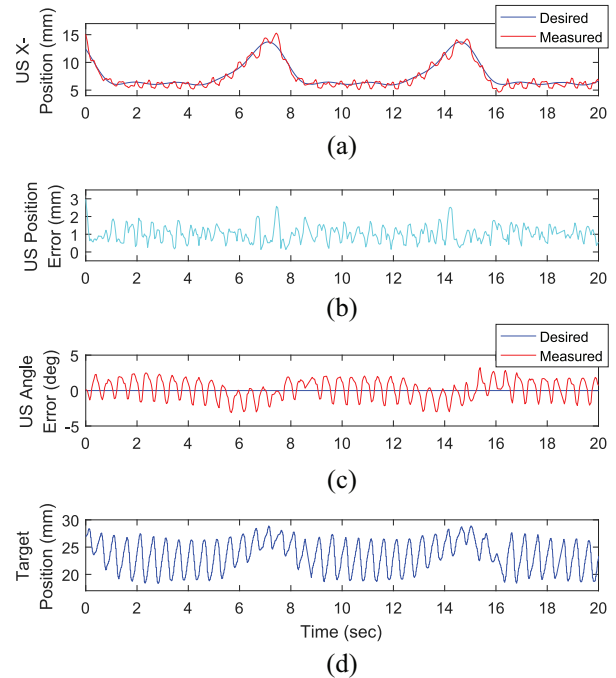 Desired
Measured
US X-
Position (mm)
15
10
5
0 2 4 6 8 10 12 14 16 18 20
(a)
US Position
Error (mm)
3
2
1
0
0 2 4 6 8 10 12 14 16 18 20
(b)
Desired
Measured
US Angle
Error (deg)
5
0
-5
0 2 4 6 8 10 12 14 16 18 20
(c)
Target
Position (mm)
30
25
20
0 2 4 6 8 10 12 14 16 18 20
Time (sec)
(d)